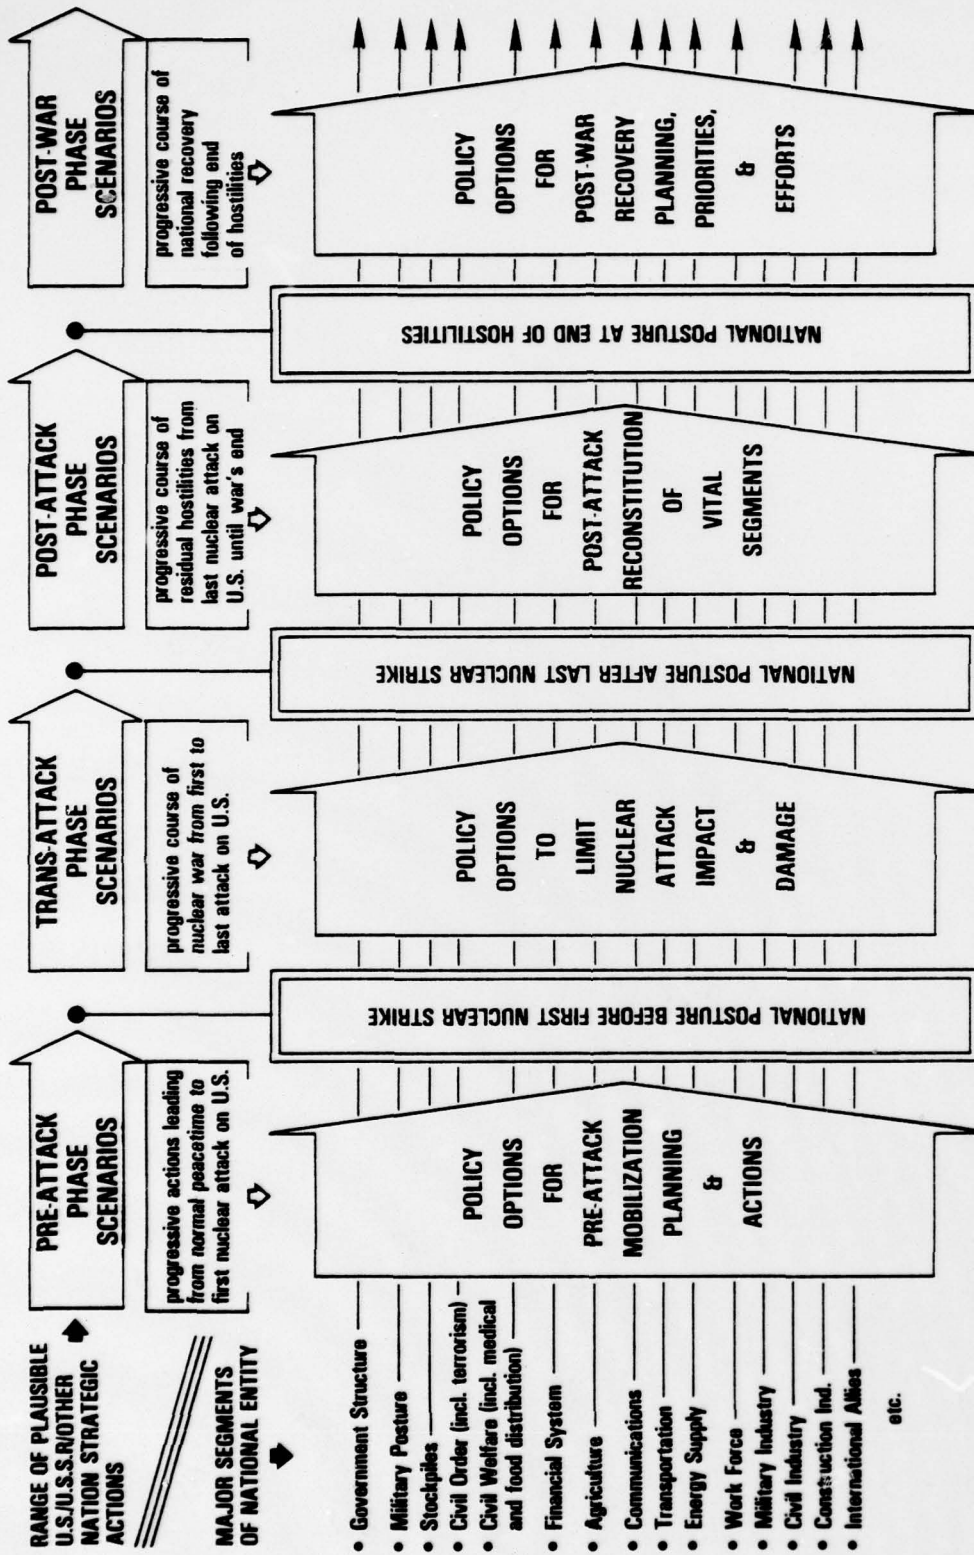 RANGE OF PLAUSIBLE
U.S./U.S.S.R/OTHER
NATION STRATEGIC
ACTIONS
PRE-ATTACK
PHASE
SCENARIOS
TRANS-ATTACK
PHASE
SCENARIOS
POST-ATTACK
PHASE
SCENARIOS
POST-WAR
PHASE
SCENARIOS
progressive actions leading
from normal peacetime to
first nuclear attack on U.S.
progressive course of
nuclear war from first to
last attack on U.S.
progressive course of
residual hostilities from
last nuclear attack on
U.S. until war's end
progressive course of
national recovery
following end
of hostilities
MAJOR SEGMENTS
OF NATIONAL ENTITY
• Government Structure
• Military Posture
• Stockpiles
• Civil Order (incl. terrorism)
• Civil Welfare (incl. medical
and food distribution)
• Financial System
• Agriculture
• Communications
• Transportation
• Energy Supply
• Work Force
• Military Industry
• Civil Industry
• Construction Ind.
• International Allies
etc.
POLICY
OPTIONS
FOR
PRE-ATTACK
MOBILIZATION
PLANNING
&
ACTIONS
NATIONAL POSTURE BEFORE FIRST NUCLEAR STRIKE
POLICY
OPTIONS
TO
LIMIT
NUCLEAR
ATTACK
IMPACT
&
DAMAGE
NATIONAL POSTURE AFTER LAST NUCLEAR STRIKE
POLICY
OPTIONS
FOR
POST-ATTACK
RECONSTITUTION
OF
VITAL
SEGMENTS
NATIONAL POSTURE AT END OF HOSTILITIES
POLICY
OPTIONS
FOR
POST-WAR
RECOVERY
PLANNING,
PRIORITIES,
&
EFFORTS